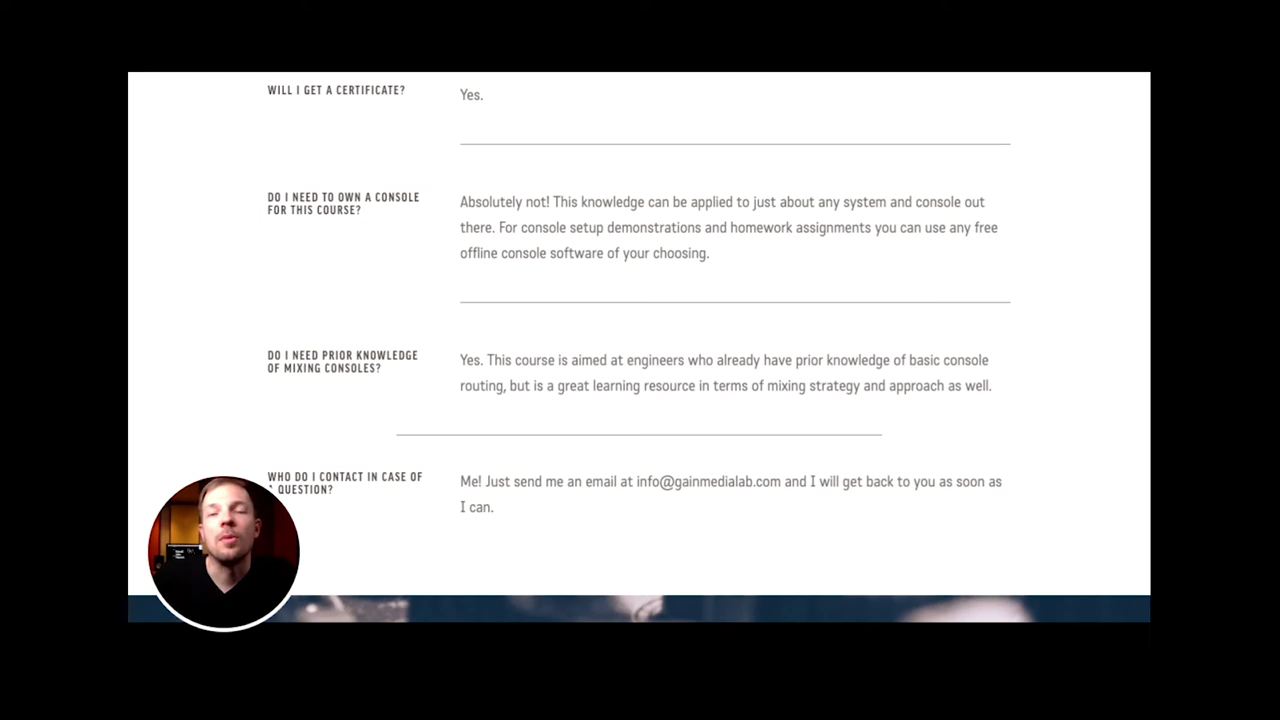 WILL I GET A CERTIFICATE?
Yes.
DO I NEED TO OWN A CONSOLE
FOR THIS COURSE?
Absolutely not! This knowledge can be applied to just about any system and console out
there. For console setup demonstrations and homework assignments you can use any free
offline console software of your choosing.
DO I NEED PRIOR KNOWLEDGE
OF MIXING CONSOLES?
Yes. This course is aimed at engineers who already have prior knowledge of basic console
routing, but is a great learning resource in terms of mixing strategy and approach as well.
WHO DO I CONTACT IN CASE OF
A QUESTION?
Me! Just send me an email at info@gainmedialab.com and I will get back to you as soon as
I can.